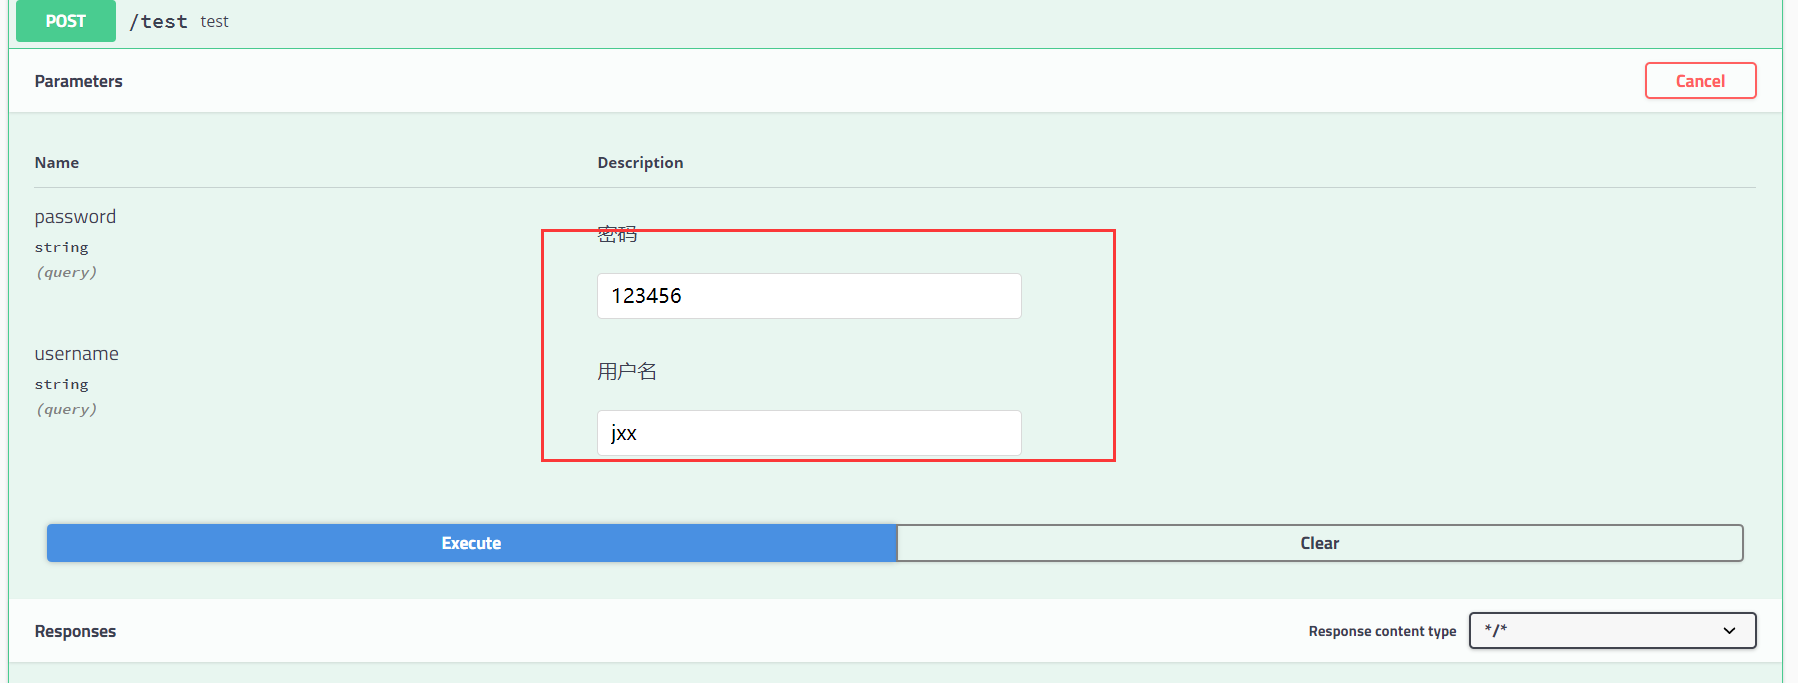 POST /test test
Parameters Cancel
Name Description
password 密码
string
(query) 123456
username 用户名
string
(query) jxx
Execute Clear
Responses Response content type */*